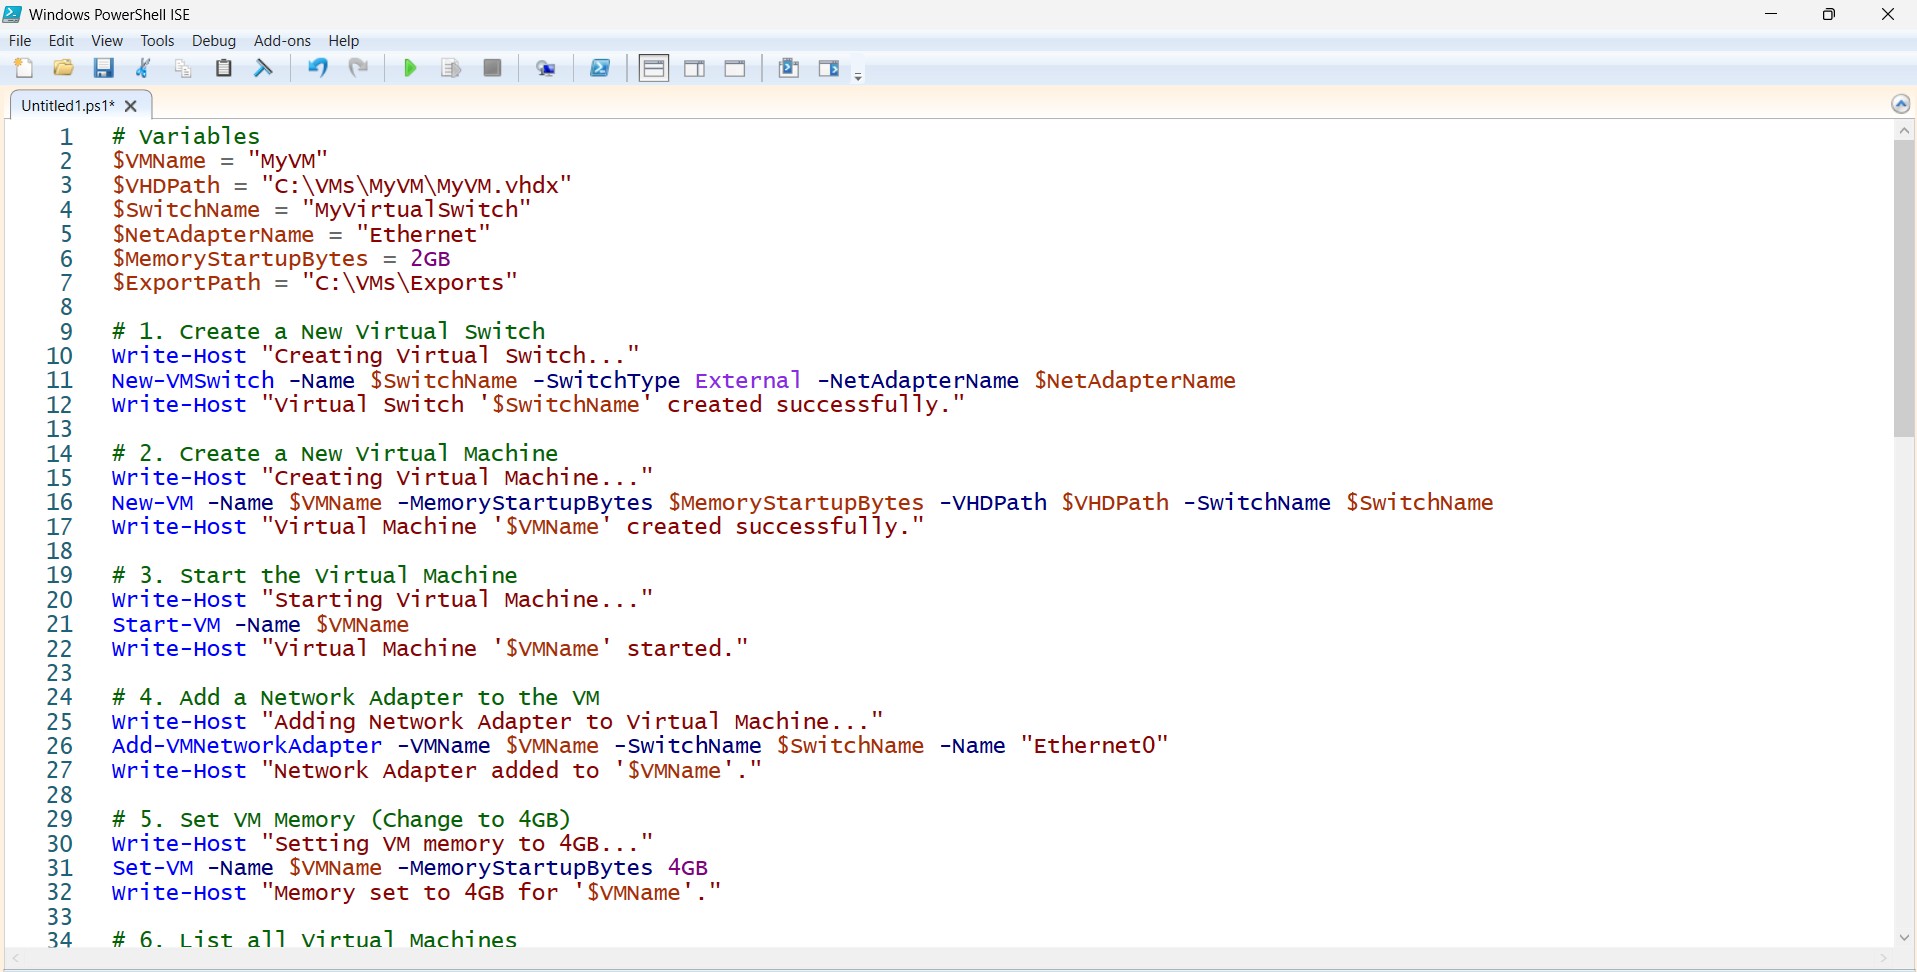 Windows PowerShell ISE
File Edit View Tools Debug Add-ons Help
Untitled1.ps1*
1 # Variables
2 $VMName = "MyVM"
3 $VHDPath = "C:\VMs\MyVM\MyVM.vhdx"
4 $SwitchName = "MyVirtualSwitch"
5 $NetAdapterName = "Ethernet"
6 $MemoryStartupBytes = 2GB
7 $ExportPath = "C:\VMs\Exports"
8
9 # 1. Create a New Virtual Switch
10 Write-Host "Creating Virtual Switch..."
11 New-VMSwitch -Name $SwitchName -SwitchType External -NetAdapterName $NetAdapterName
12 Write-Host "Virtual Switch '$SwitchName' created successfully."
13
14 # 2. Create a New Virtual Machine
15 Write-Host "Creating Virtual Machine..."
16 New-VM -Name $VMName -MemoryStartupBytes $MemoryStartupBytes -VHDPath $VHDPath -SwitchName $SwitchName
17 Write-Host "Virtual Machine '$VMName' created successfully."
18
19 # 3. Start the Virtual Machine
20 Write-Host "Starting Virtual Machine..."
21 Start-VM -Name $VMName
22 Write-Host "Virtual Machine '$VMName' started."
23
24 # 4. Add a Network Adapter to the VM
25 Write-Host "Adding Network Adapter to Virtual Machine..."
26 Add-VMNetworkAdapter -VMName $VMName -SwitchName $SwitchName -Name "Ethernet0"
27 Write-Host "Network Adapter added to '$VMName'."
28
29 # 5. Set VM Memory (Change to 4GB)
30 Write-Host "Setting VM memory to 4GB..."
31 Set-VM -Name $VMName -MemoryStartupBytes 4GB
32 Write-Host "Memory set to 4GB for '$VMName'."
33
34 # 6. List all Virtual Machines